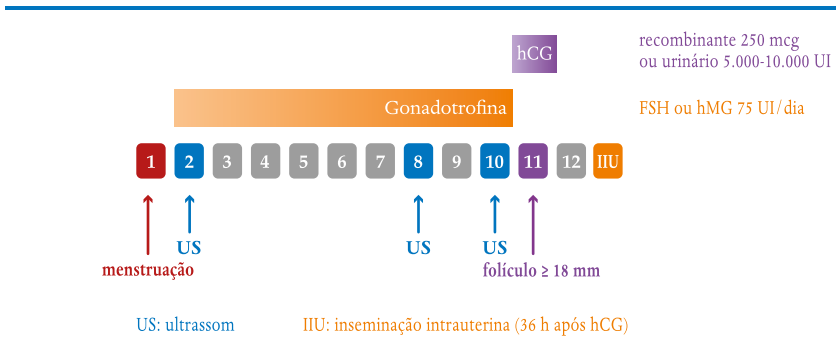 hCG
recombinante 250 mcg
ou urinário 5.000-10.000 UI
Gonadotrofina
FSH ou hMG 75 UI/dia
1 2 3 4 5 6 7 8 9 10 11 12 IIU
US US US
menstruação folículo ≥ 18 mm
US: ultrassom IIU: inseminação intrauterina (36 h após hCG)